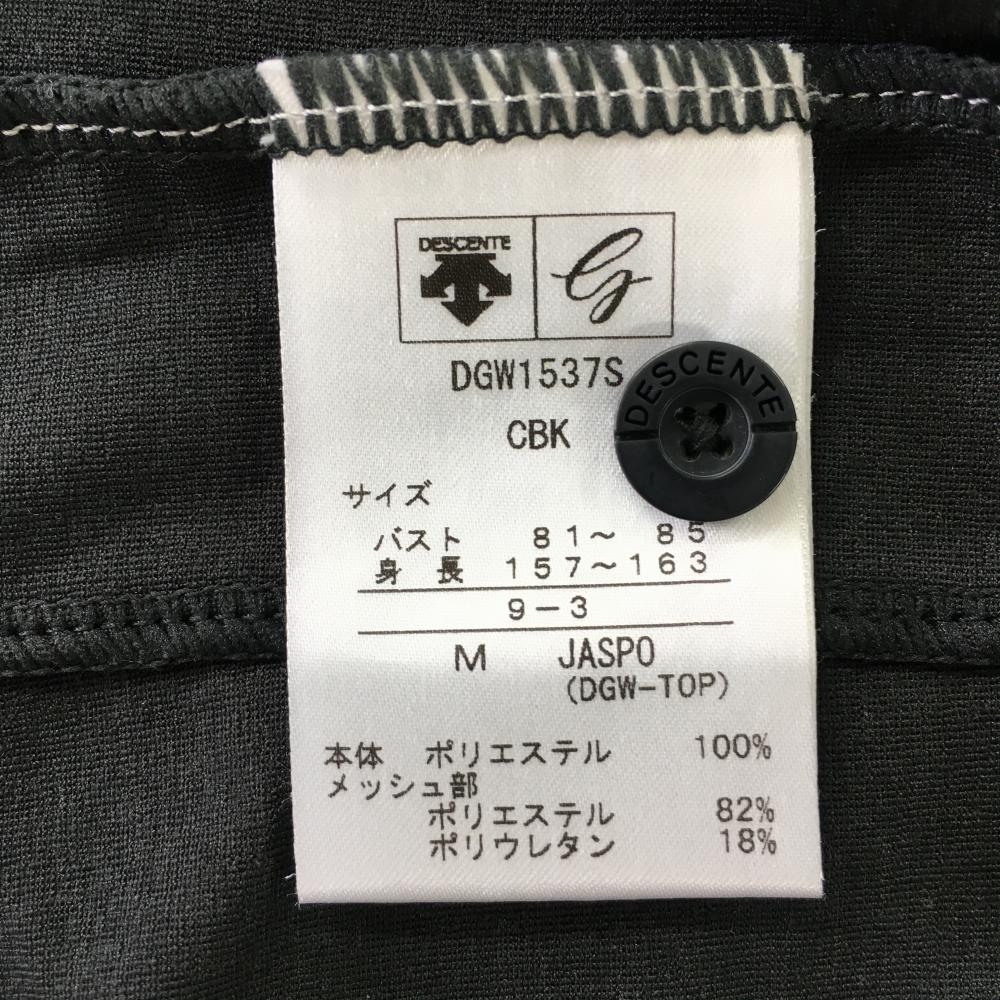 DESCENTE
G
DGW1537S
DESCENTE
CBK
サイズ
バスト 81〜 85
身 長 157〜163
9−3
M JASPO
(DGW-TOP)
本体 ポリエステル 100%
メッシュ部
ポリエステル 82%
ポリウレタン 18%